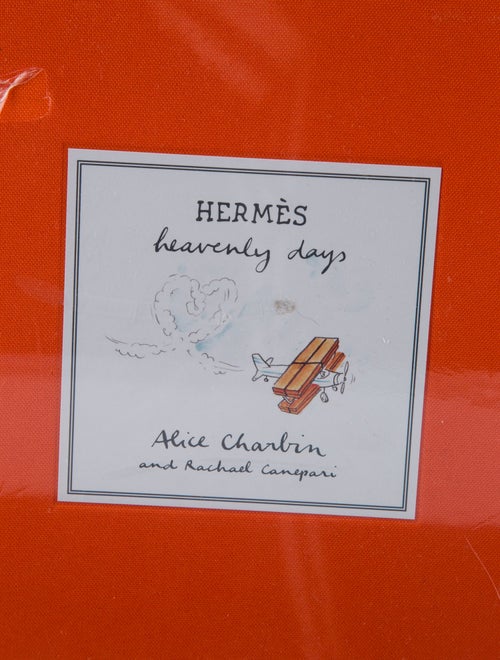 HERMÈS
heavenly days
Alice Charbin
and Rachael Canepari